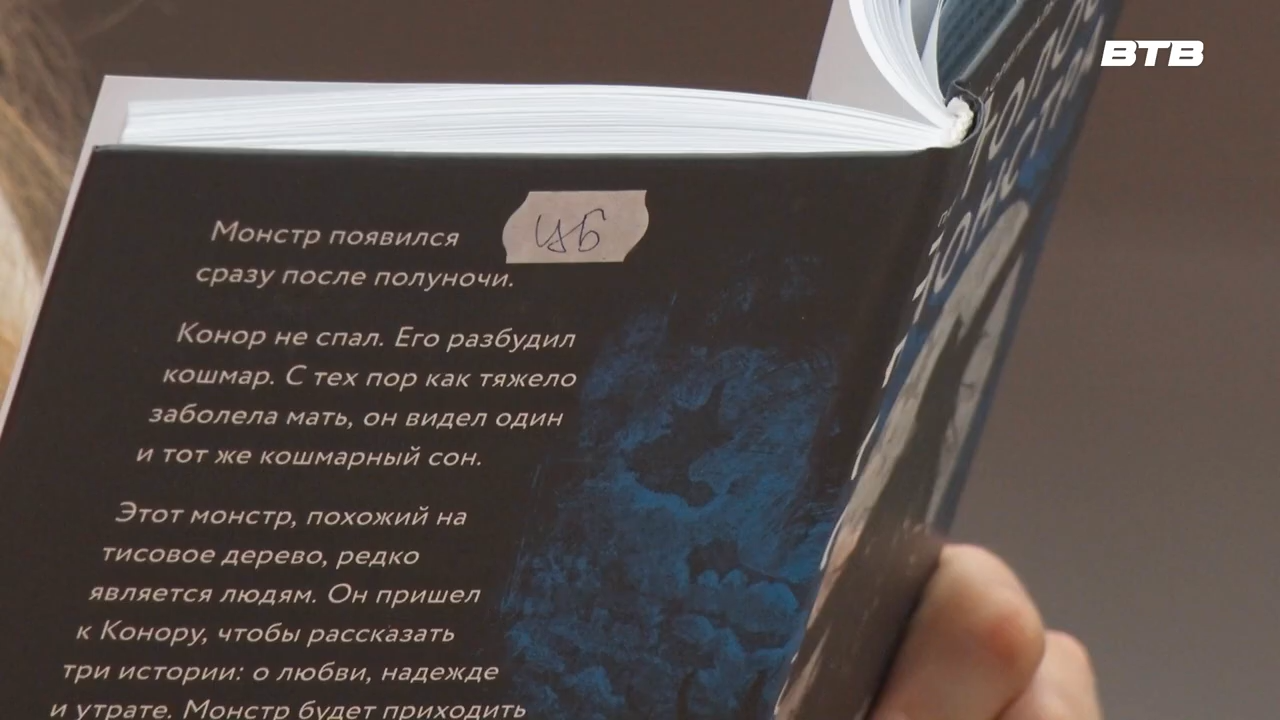 ВТВ
ЦБ
Монстр появился
сразу после полуночи.
Конор не спал. Его разбудил
кошмар. С тех пор как тяжело
заболела мать, он видел один
и тот же кошмарный сон.
Этот монстр, похожий на
тисовое дерево, редко
является людям. Он пришел
к Конору, чтобы рассказать
три истории: о любви, надежде
и утрате. Монстр будет приходить